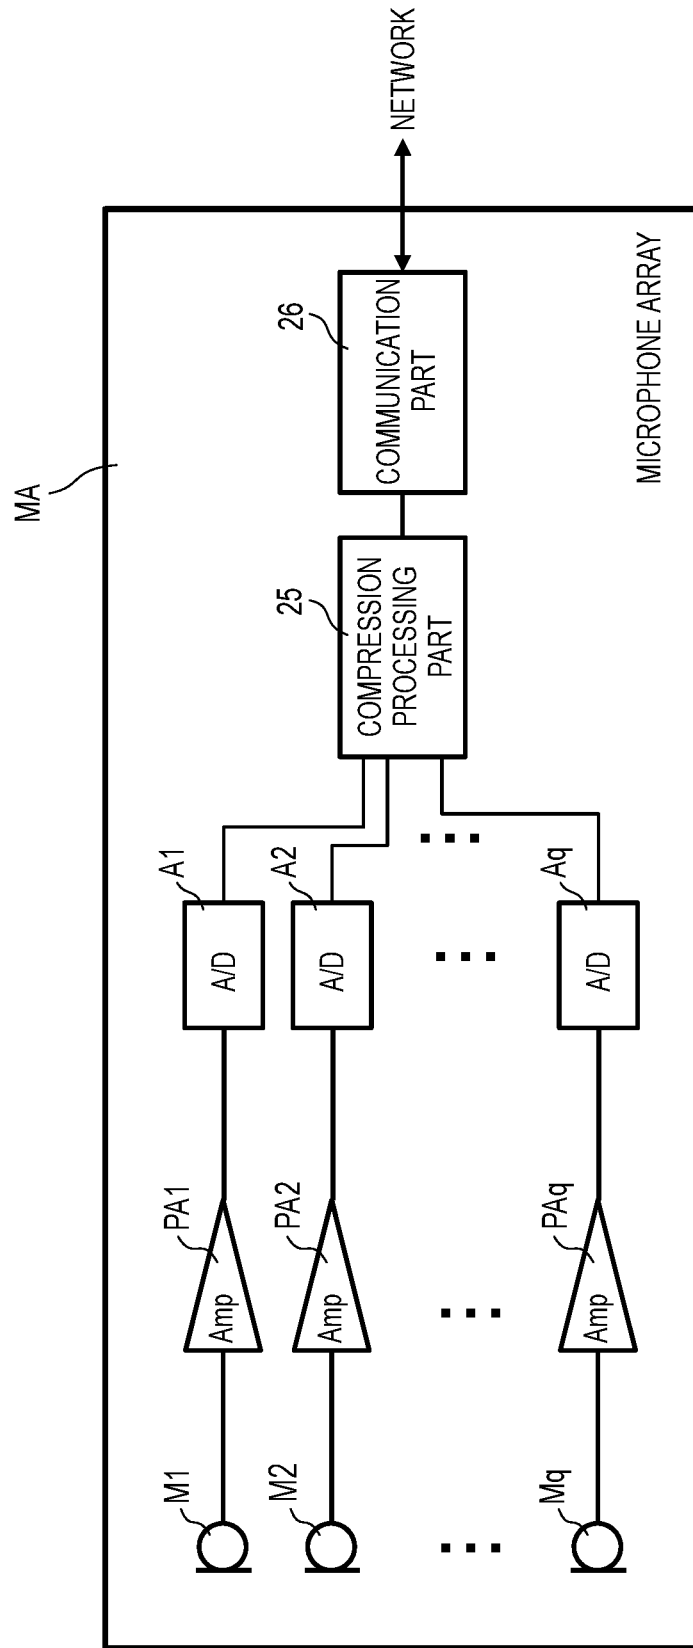 MA
M1
PA1
Amp
A1
A/D
M2
PA2
Amp
A2
A/D
25
COMPRESSION
PROCESSING
PART
26
COMMUNICATION
PART
NETWORK
Mq
PAq
Amp
Aq
A/D
MICROPHONE ARRAY